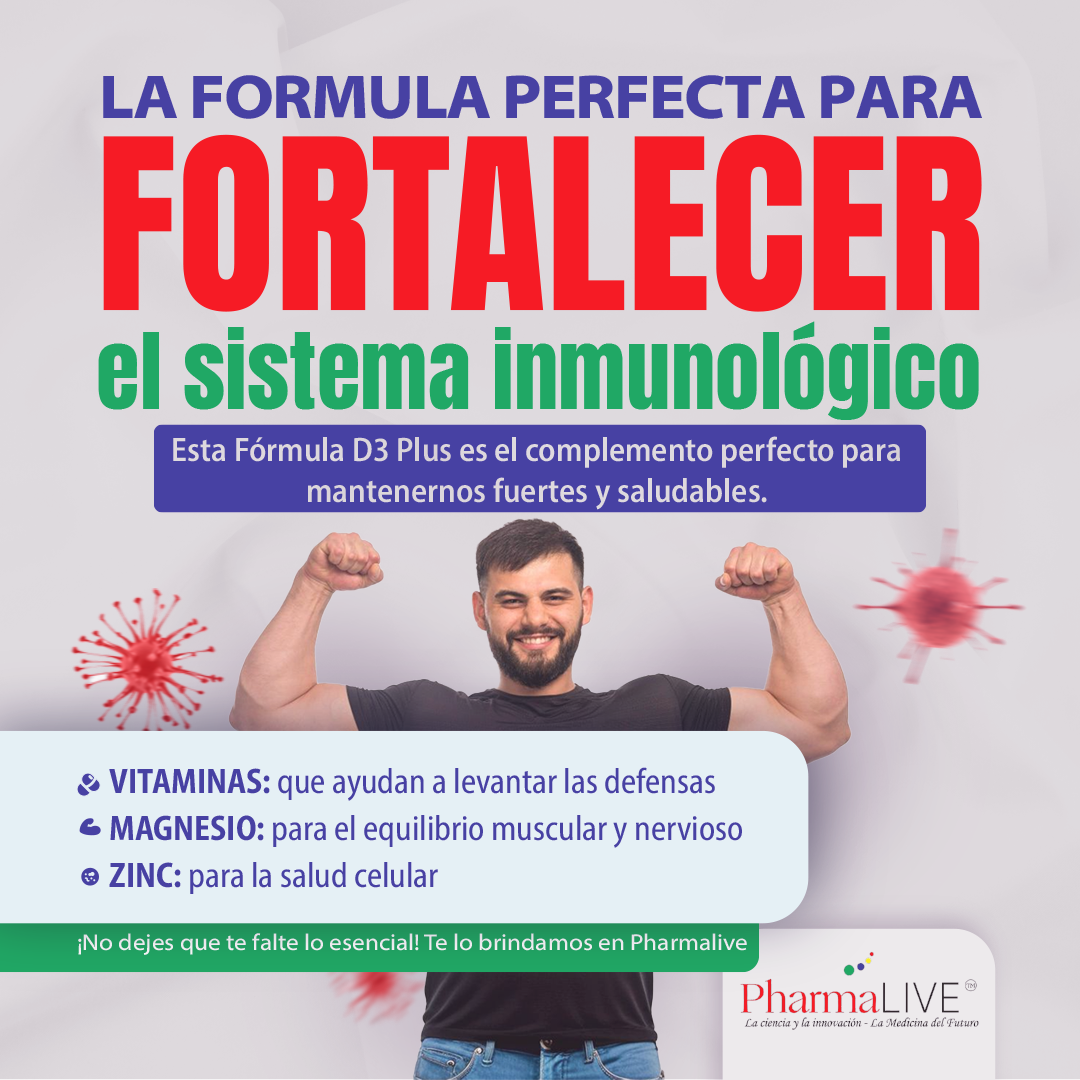 LA FORMULA PERFECTA PARA
FORTALECER
el sistema inmunológico
Esta Fórmula D3 Plus es el complemento perfecto para
mantenernos fuertes y saludables.
VITAMINAS: que ayudan a levantar las defensas
MAGNESIO: para el equilibrio muscular y nervioso
ZINC: para la salud celular
¡No dejes que te falte lo esencial! Te lo brindamos en Pharmalive
PharmaLIVE TM
La ciencia y la innovación - La Medicina del Futuro